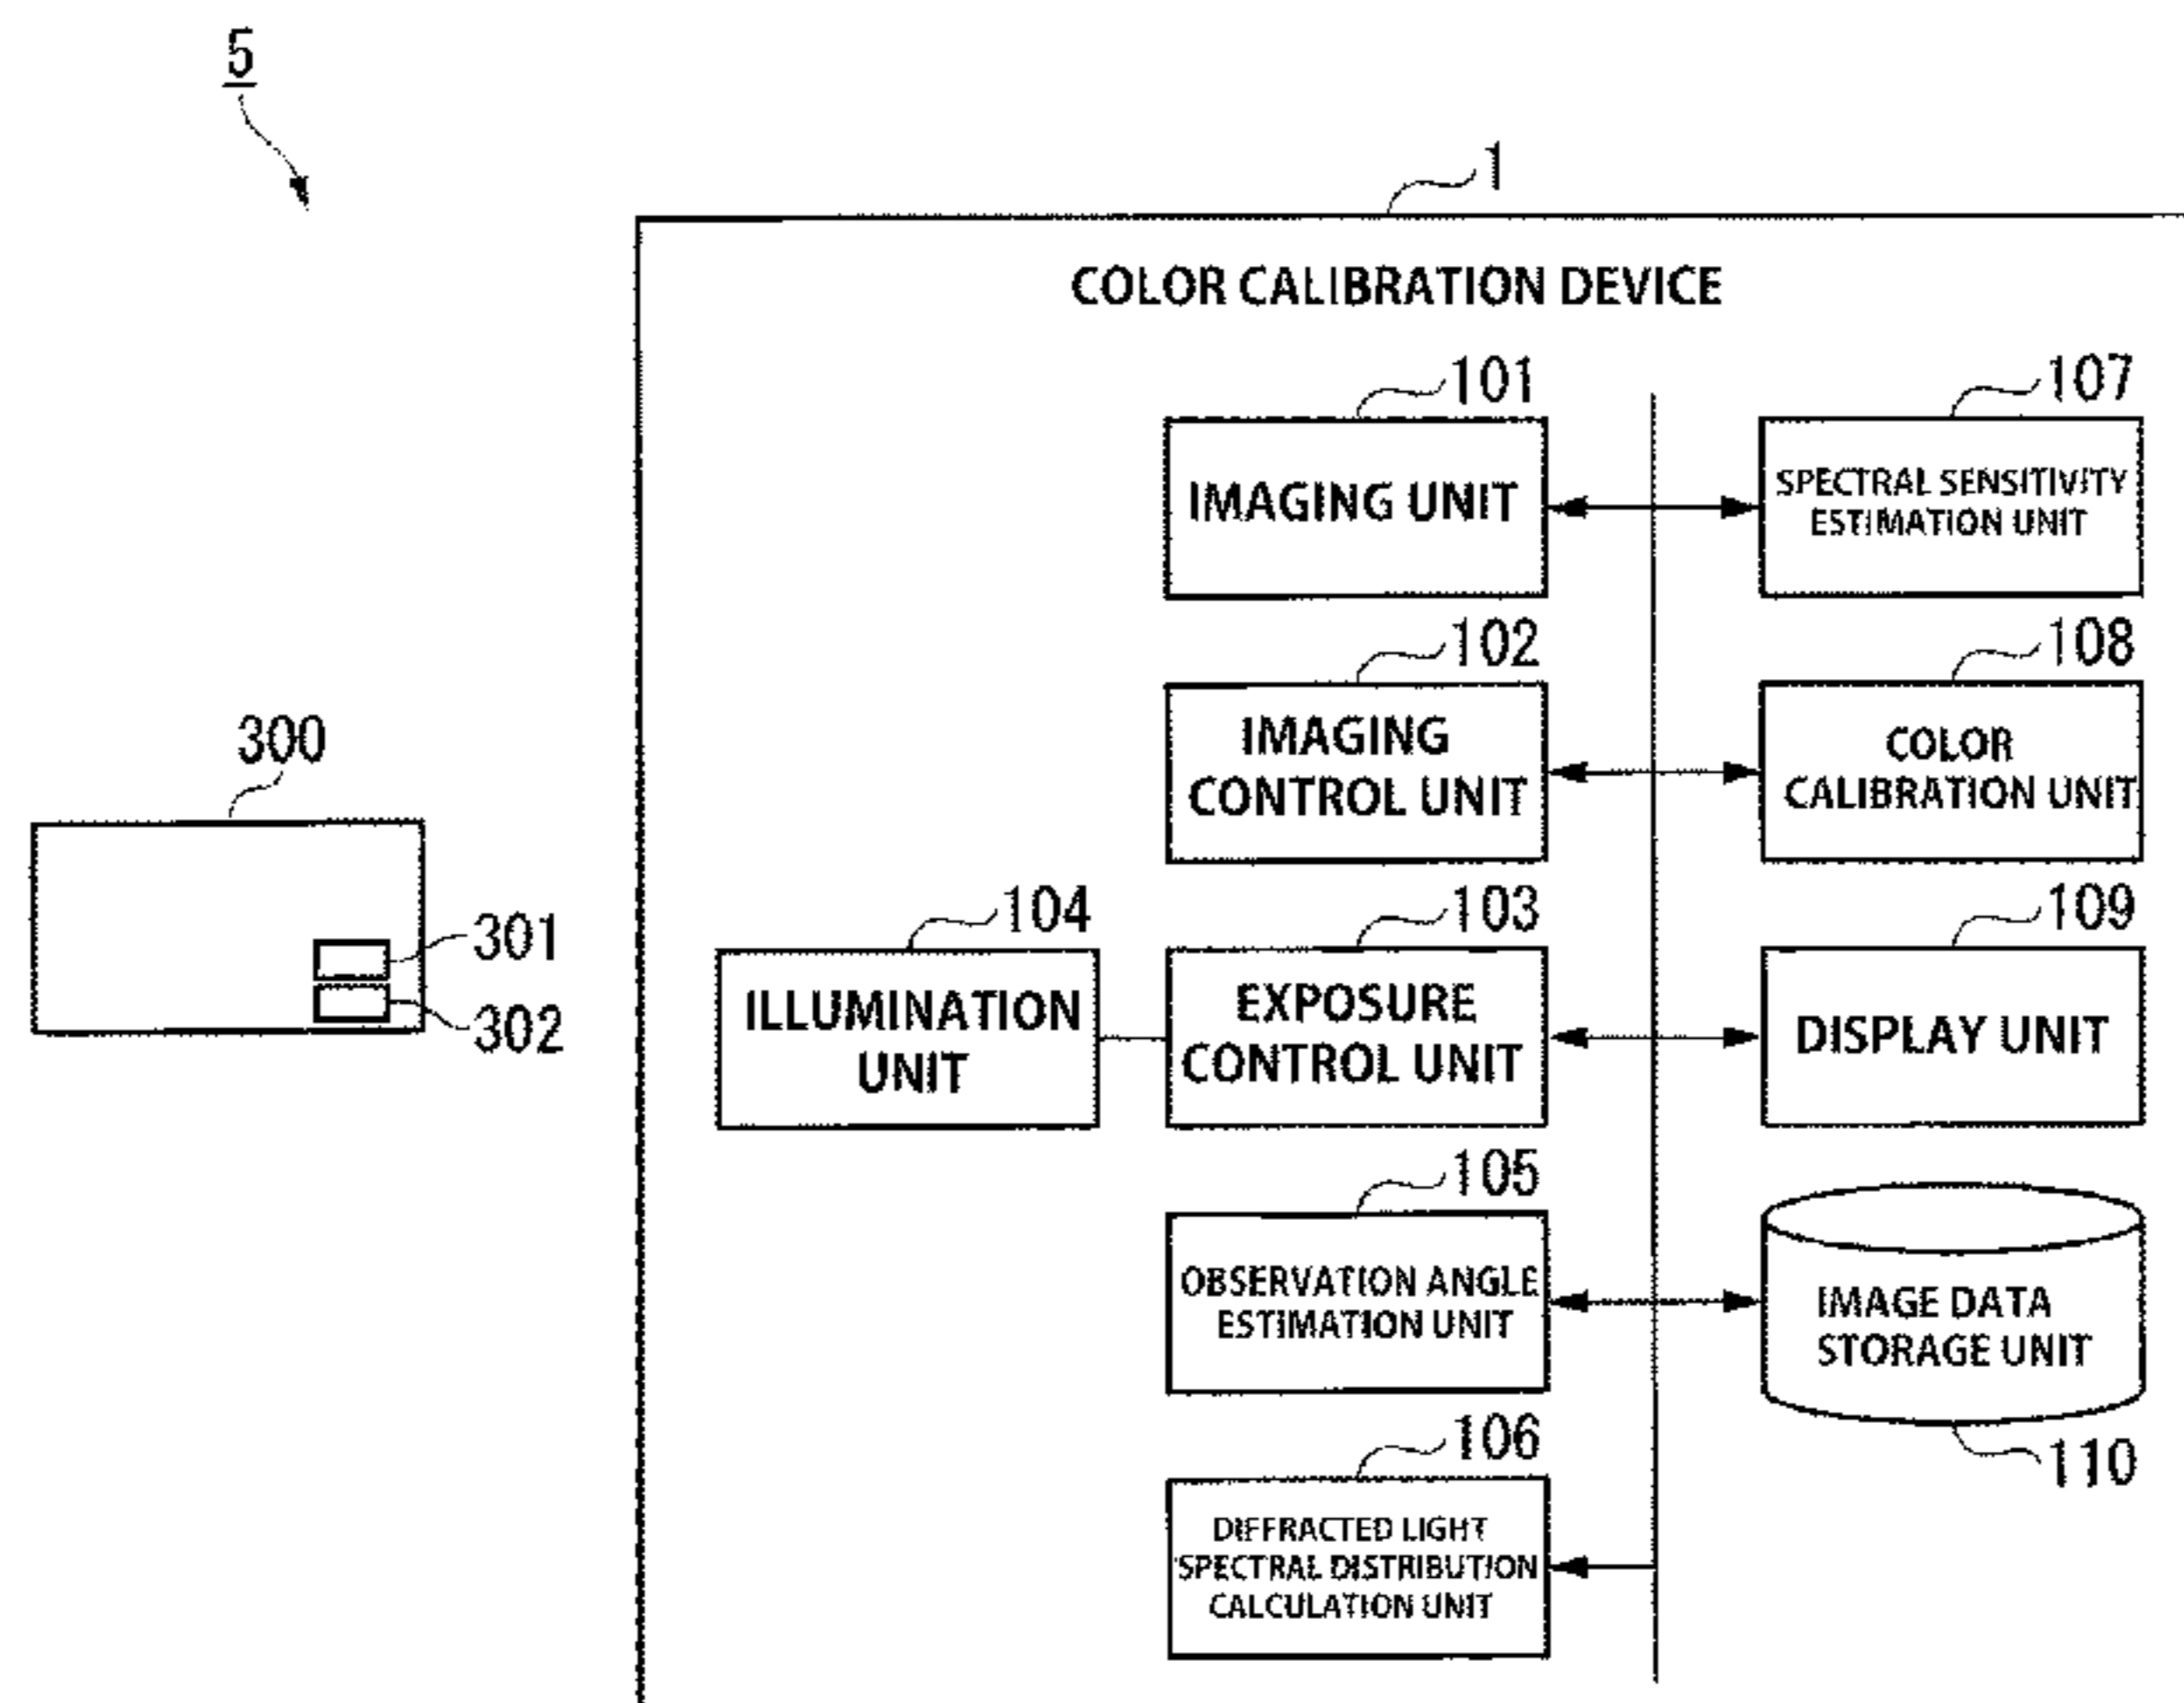 5
1
COLOR CALIBRATION DEVICE
101
107
IMAGING UNIT
SPECTRAL SENSITIVITY
ESTIMATION UNIT
102
108
IMAGING
CONTROL UNIT
COLOR
CALIBRATION UNIT
300
301
302
104
103
109
ILLUMINATION
UNIT
EXPOSURE
CONTROL UNIT
DISPLAY UNIT
105
OBSERVATION ANGLE
ESTIMATION UNIT
IMAGE DATA
STORAGE UNIT
106
110
DIFFRACTED LIGHT
SPECTRAL DISTRIBUTION
CALCULATION UNIT